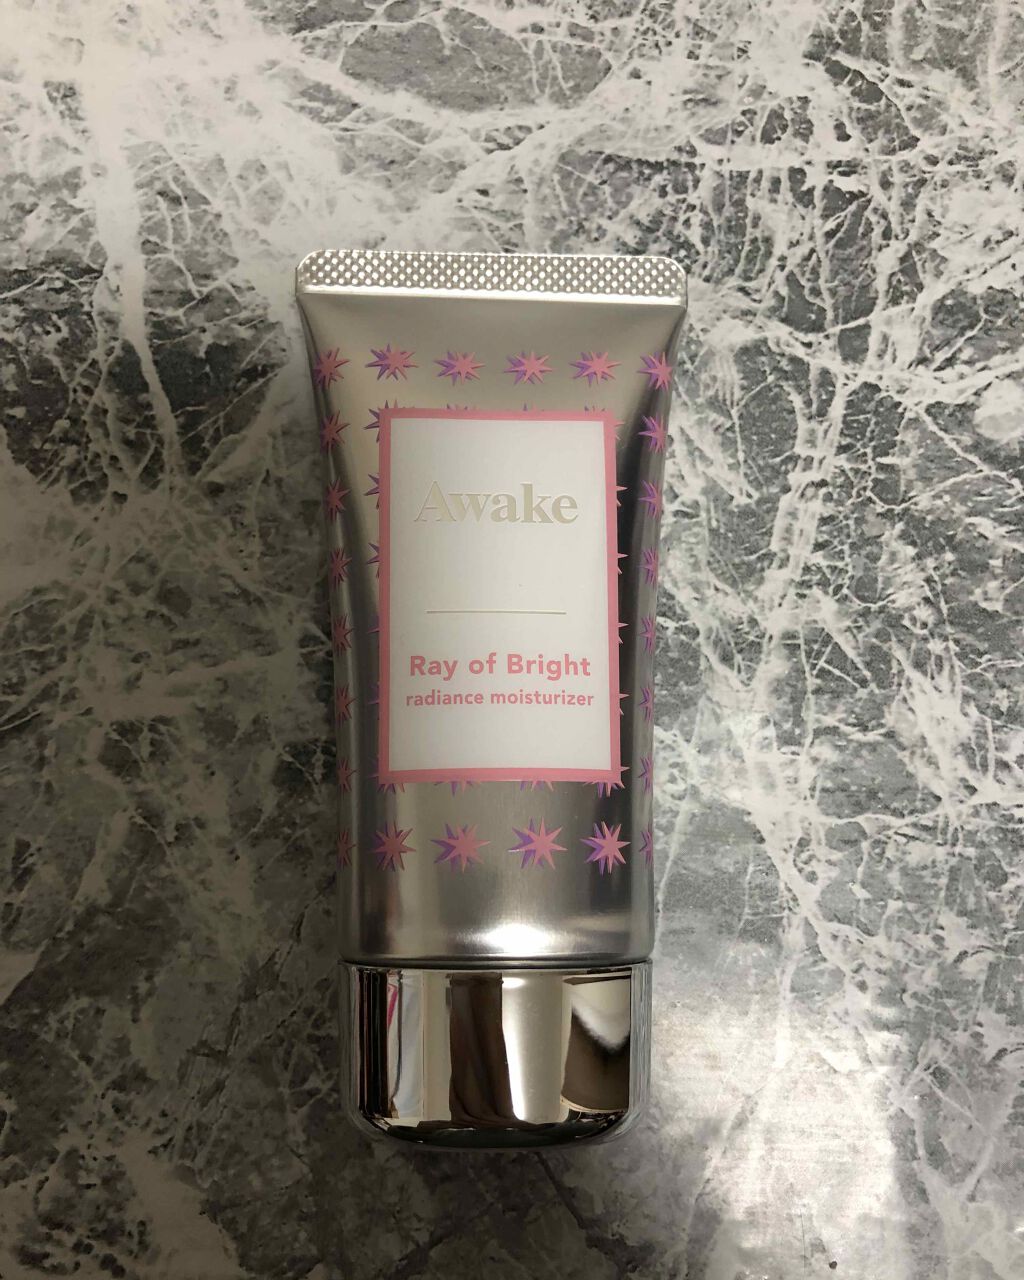 Awake
Ray of Bright
radiance moisturizer